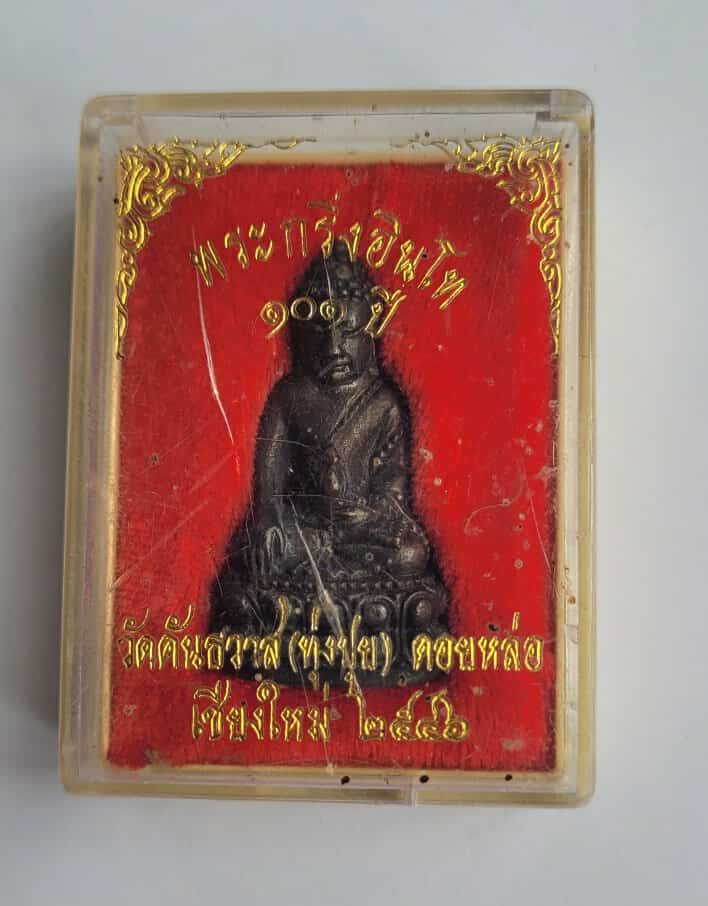 พระกริ่งอินโท
๑๐๑ ปี
วัดคันธวาส (ทุ่งปุย) ดอยหล่อ
เชียงใหม่ ๒๕๔๖